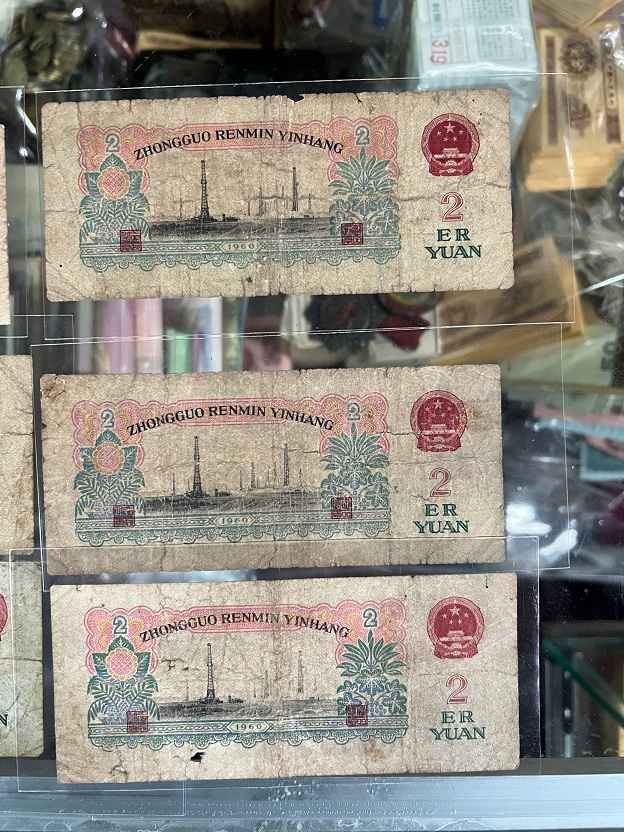 319
2 2
ZHONGGUO RENMIN YINHANG
1960
2
ER
YUAN
2 2
ZHONGGUO RENMIN YINHANG
1960
2
ER
YUAN
2 2
ZHONGGUO RENMIN YINHANG
1960
2
ER
YUAN
N